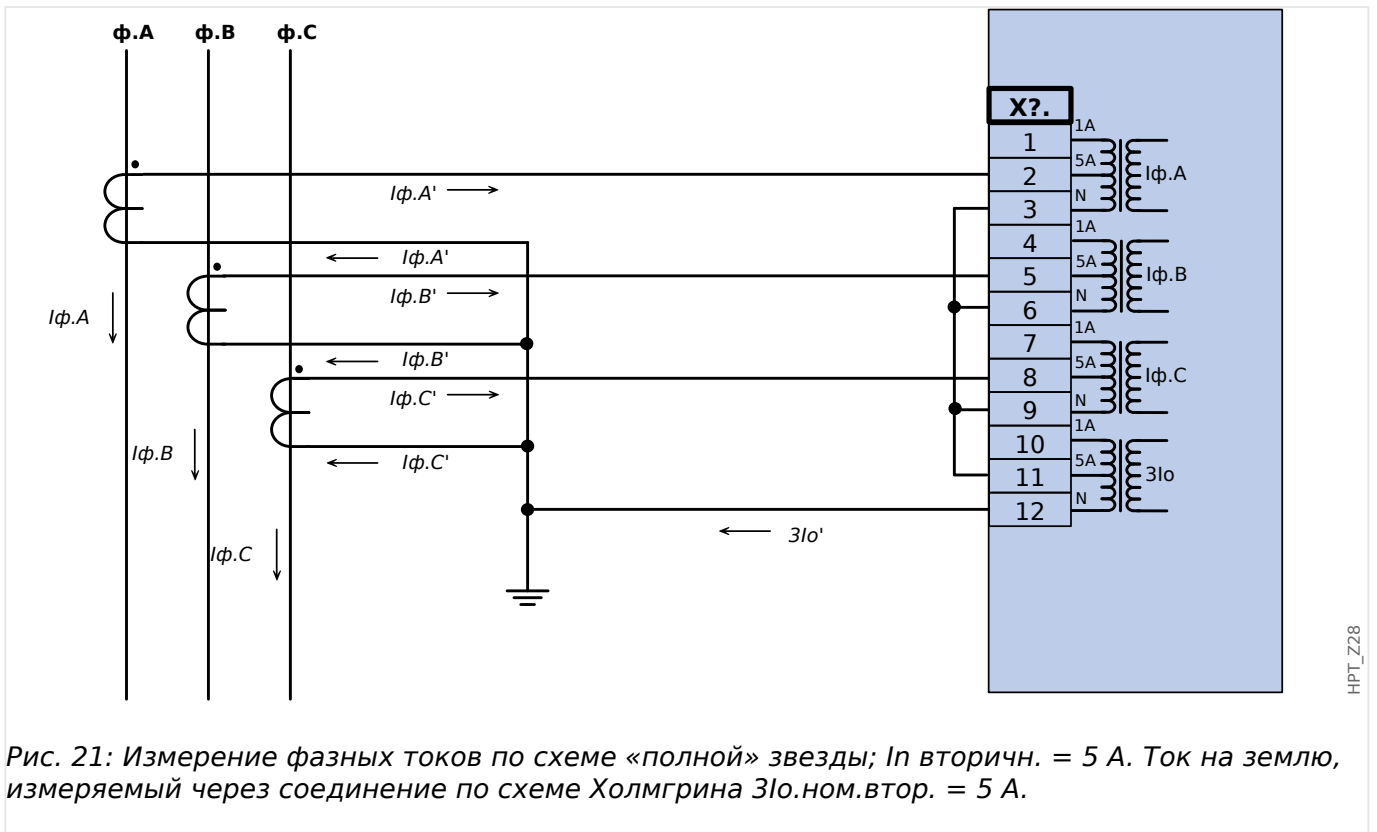 ф.А ф.В ф.С
Х?.
1
2
3
4
5
6
7
8
9
10
11
12
1A
5A
N
Iф.А
1A
5A
N
Iф.В
1A
5A
N
Iф.С
1A
5A
N
3Iо
Iф.А'
Iф.А'
Iф.В'
Iф.А
Iф.В'
Iф.С'
Iф.В
Iф.С'
3Iо'
Iф.С
HPT_Z28
Рис. 21: Измерение фазных токов по схеме «полной» звезды; In вторичн. = 5 А. Ток на землю,
измеряемый через соединение по схеме Холмгрина 3Iо.ном.втор. = 5 А.